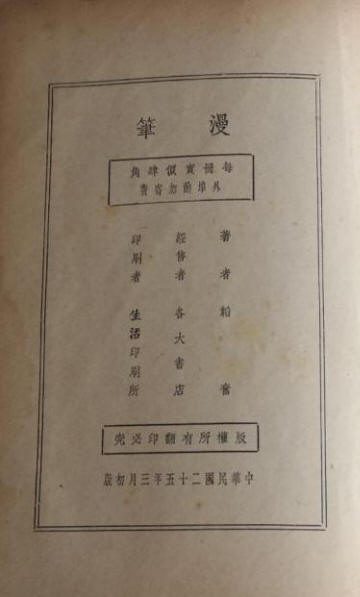 漫筆
每冊實價肆角
外埠酌加寄費
著者 韜奮
經售者 各大書店
印刷者 生活印刷所
版權所有翻印必究
中華民國二十五年三月初版